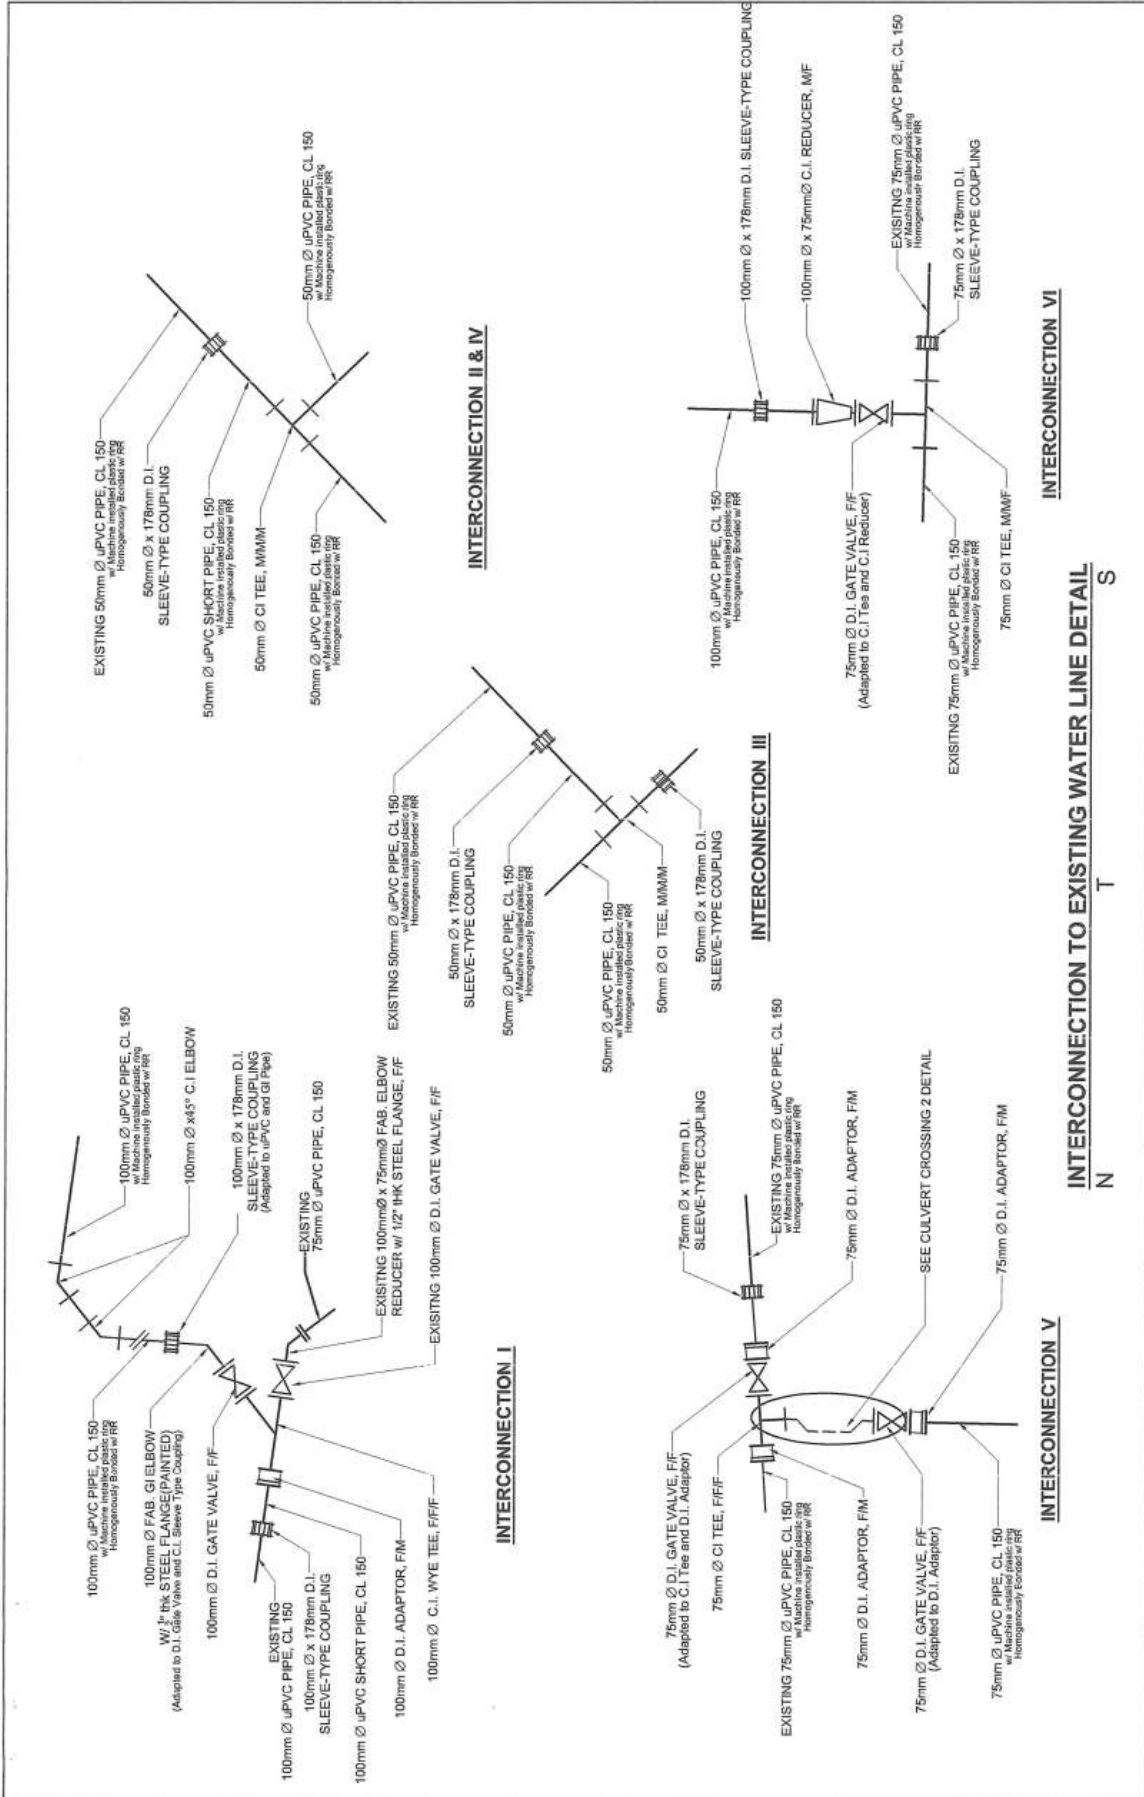 100mm Ø uPVC PIPE, CL 150
w/ Machine installed plastic ring
Homogenously Bonded w/ RR
100mm Ø x45° C.I ELBOW
100mm Ø x 178mm D.I.
SLEEVE-TYPE COUPLING
(Adapted to uPVC and GI Pipe)
EXISTING
75mm Ø uPVC PIPE, CL 150
EXISITNG 100mmØ x 75mmØ FAB. ELBOW
REDUCER w/ 1/2" tHK STEEL FLANGE, F/F
EXISITNG 100mm Ø D.I. GATE VALVE, F/F
100mm Ø uPVC PIPE, CL 150
w/ Machine installed plastic ring
Homogenously Bonded w/ RR
100mm Ø FAB. GI ELBOW
W/ 1/2" thk STEEL FLANGE(PAINTED)
(Adapted to D.I. Gate Valve and C.I. Sleeve Type Coupling)
100mm Ø D.I. GATE VALVE, F/F
EXISTING
100mm Ø uPVC PIPE, CL 150
100mm Ø x 178mm D.I.
SLEEVE-TYPE COUPLING
100mm Ø uPVC SHORT PIPE, CL 150
100mm Ø D.I. ADAPTOR, F/M
100mm Ø C.I. WYE TEE, F/F/F
INTERCONNECTION I
EXISTING 50mm Ø uPVC PIPE, CL 150
w/ Machine installed plastic ring
Homogenously Bonded w/ RR
50mm Ø x 178mm D.I.
SLEEVE-TYPE COUPLING
50mm Ø uPVC SHORT PIPE, CL 150
w/ Machine installed plastic ring
Homogenously Bonded w/ RR
50mm Ø CI TEE, M/M/M
50mm Ø uPVC PIPE, CL 150
w/ Machine installed plastic ring
Homogenously Bonded w/ RR
50mm Ø uPVC PIPE, CL 150
w/ Machine installed plastic ring
Homogenously Bonded w/ RR
INTERCONNECTION II & IV
EXISITNG 50mm Ø uPVC PIPE, CL 150
w/ Machine installed plastic ring
Homogenously Bonded w/ RR
50mm Ø x 178mm D.I.
SLEEVE-TYPE COUPLING
50mm Ø uPVC PIPE, CL 150
w/ Machine installed plastic ring
Homogenously Bonded w/ RR
50mm Ø uPVC PIPE, CL 150
w/ Machine installed plastic ring
Homogenously Bonded w/ RR
50mm Ø CI TEE, M/M/M
50mm Ø x 178mm D.I.
SLEEVE-TYPE COUPLING
INTERCONNECTION III
75mm Ø x 178mm D.I.
SLEEVE-TYPE COUPLING
EXISTING 75mm Ø uPVC PIPE, CL 150
w/ Machine installed plastic ring
Homogenously Bonded w/ RR
75mm Ø D.I. ADAPTOR, F/M
SEE CULVERT CROSSING 2 DETAIL
75mm Ø D.I. ADAPTOR, F/M
75mm Ø D.I. GATE VALVE, F/F
(Adapted to C.I Tee and D.I. Adaptor)
75mm Ø CI TEE, F/F/F
EXISTING 75mm Ø uPVC PIPE, CL 150
w/ Machine installed plastic ring
Homogenously Bonded w/ RR
75mm Ø D.I. ADAPTOR, F/M
75mm Ø D.I. GATE VALVE, F/F
(Adapted to D.I. Adaptor)
75mm Ø uPVC PIPE, CL 150
w/ Machine installed plastic ring
Homogenously Bonded w/ RR
INTERCONNECTION V
100mm Ø x 178mm D.I. SLEEVE-TYPE COUPLING
100mm Ø x 75mmØ C.I. REDUCER, M/F
EXISITNG 75mm Ø uPVC PIPE, CL 150
w/ Machine installed plastic ring
Homogenously Bonded w/ RR
75mm Ø x 178mm D.I.
SLEEVE-TYPE COUPLING
100mm Ø uPVC PIPE, CL 150
w/ Machine installed plastic ring
Homogenously Bonded w/ RR
75mm Ø D.I. GATE VALVE, F/F
(Adapted to C.I Tee and C.I Reducer)
EXISITNG 75mm Ø uPVC PIPE, CL 150
w/ Machine installed plastic ring
Homogenously Bonded w/ RR
75mm Ø CI TEE, M/M/F
INTERCONNECTION VI
INTERCONNECTION TO EXISTING WATER LINE DETAIL
N T S